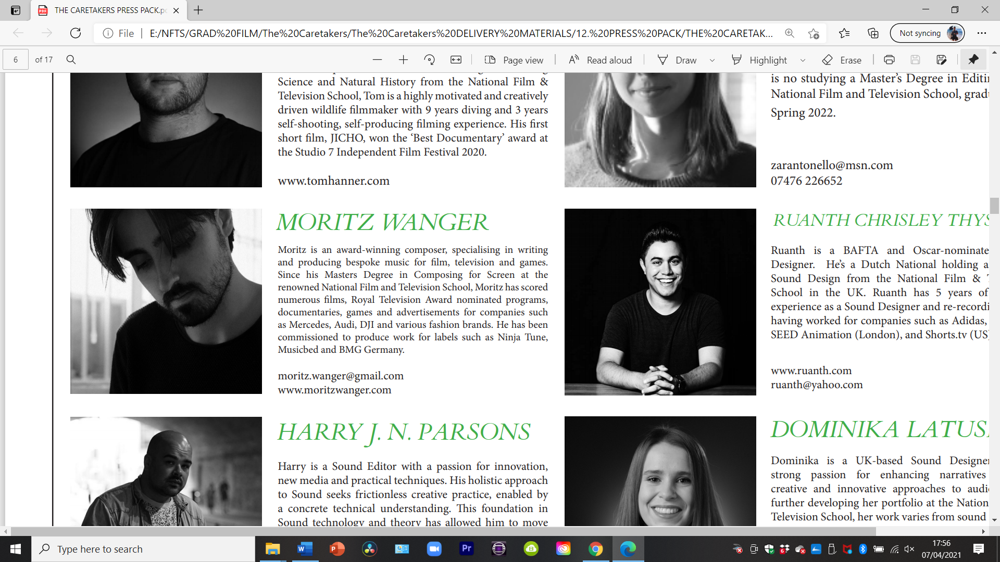 THE CARETAKERS PRESS PACK.p
File
E:/NFTS/GRAD%20FILM/The%20Caretakers/The%20Caretakers%20DELIVERY%20MATERIALS/12.%20PRESS%20PACK/THE%20CARETAK...
Not syncing
6 of 17
Page view
Read aloud
Draw
Highlight
Erase
Science and Natural History from the National Film &
Television School, Tom is a highly motivated and creatively
driven wildlife filmmaker with 9 years diving and 3 years
self-shooting, self-producing filming experience. His first
short film, JICHO, won the ‘Best Documentary’ award at
the Studio 7 Independent Film Festival 2020.
www.tomhanner.com
is no studying a Master’s Degree in Editin
National Film and Television School, gradu
Spring 2022.
zarantonello@msn.com
07476 226652
MORITZ WANGER
Moritz is an award-winning composer, specialising in writing
and producing bespoke music for film, television and games.
Since his Masters Degree in Composing for Screen at the
renowned National Film and Television School, Moritz has scored
numerous films, Royal Television Award nominated programs,
documentaries, games and advertisements for companies such
as Mercedes, Audi, DJI and various fashion brands. He has been
commissioned to produce work for labels such as Ninja Tune,
Musicbed and BMG Germany.
moritz.wanger@gmail.com
www.moritzwanger.com
RUANTH CHRISLEY THYS
Ruanth is a BAFTA and Oscar-nominate
Designer. He’s a Dutch National holding a
Sound Design from the National Film &
School in the UK. Ruanth has 5 years of
experience as a Sound Designer and re-recordi
having worked for companies such as Adidas,
SEED Animation (London), and Shorts.tv (US
www.ruanth.com
ruanth@yahoo.com
HARRY J. N. PARSONS
Harry is a Sound Editor with a passion for innovation,
new media and practical techniques. His holistic approach
to Sound seeks frictionless creative practice, enabled by
a concrete technical understanding. This foundation in
Sound technology and theory has allowed him to move
DOMINIKA LATUS
Dominika is a UK-based Sound Designer
strong passion for enhancing narratives
creative and innovative approaches to audi
further developing her portfolio at the Nation
Television School, her work varies from sound
Type here to search
17:56
07/04/2021